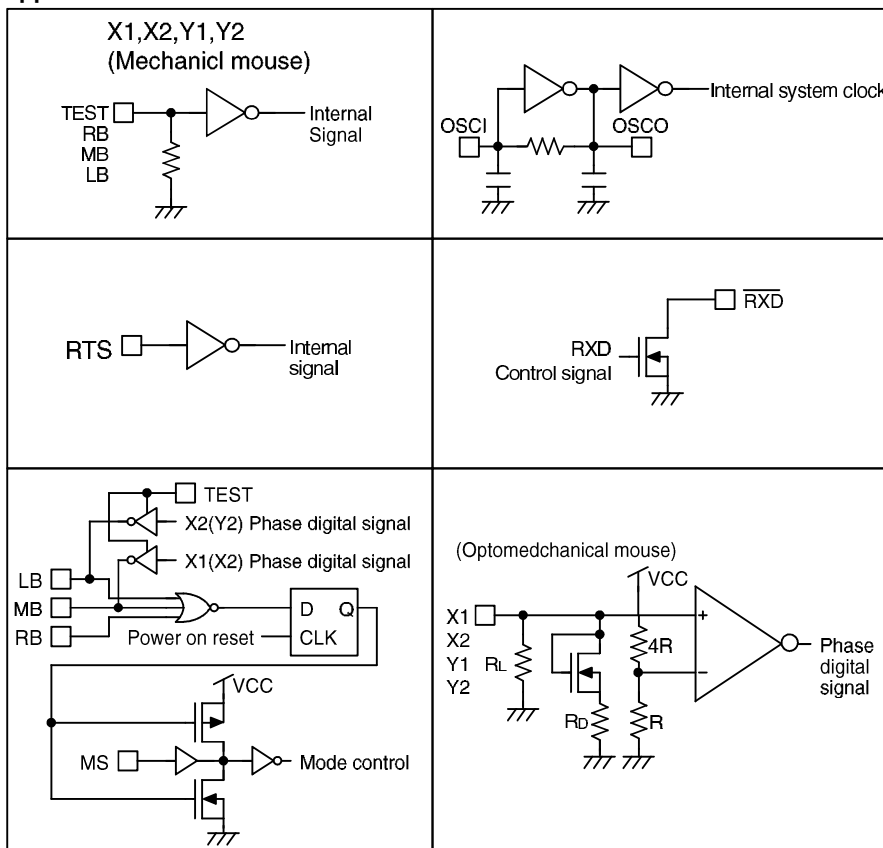 X1,X2,Y1,Y2
(Mechanicl mouse)
TEST
RB
MB
LB
Internal
Signal
OSCI
OSCO
Internal system clock
RTS
Internal
signal
RXD
RXD
Control signal
TEST
X2(Y2) Phase digital signal
X1(X2) Phase digital signal
LB
MB
RB
D Q
CLK
Power on reset
VCC
MS
Mode control
(Optomedchanical mouse)
VCC
X1
X2
Y1
Y2
RL
4R
RD
R
+
−
Phase
digital
signal